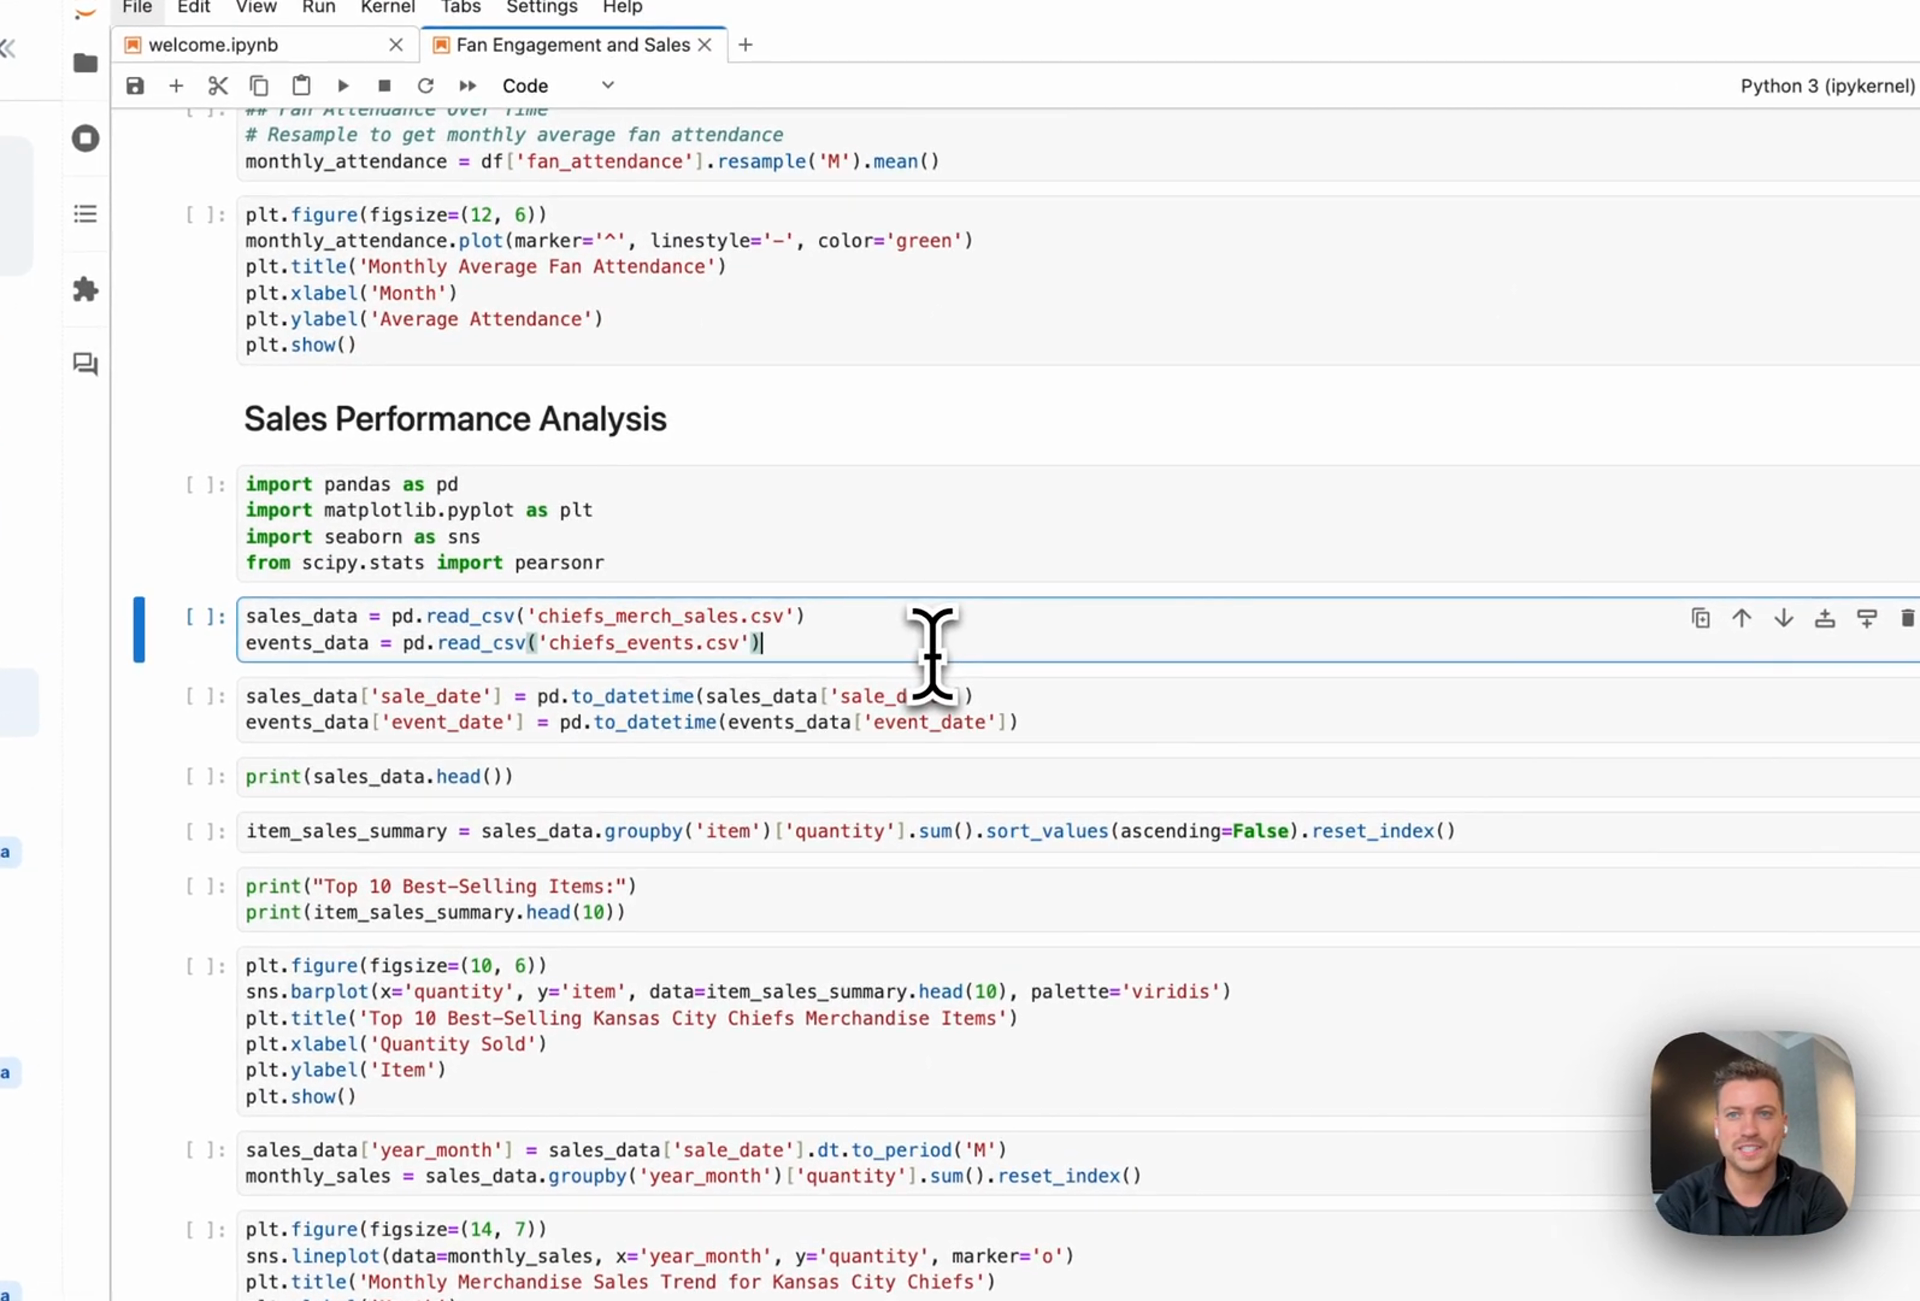 File Edit View Run Kernel Tabs Settings Help
welcome.ipynb Fan Engagement and Sales
Code Python 3 (ipykernel)
[ ]: ## Fan Attendance Over Time
# Resample to get monthly average fan attendance
monthly_attendance = df['fan_attendance'].resample('M').mean()
[ ]: plt.figure(figsize=(12, 6))
monthly_attendance.plot(marker='^', linestyle='-', color='green')
plt.title('Monthly Average Fan Attendance')
plt.xlabel('Month')
plt.ylabel('Average Attendance')
plt.show()
Sales Performance Analysis
[ ]: import pandas as pd
import matplotlib.pyplot as plt
import seaborn as sns
from scipy.stats import pearsonr
[ ]: sales_data = pd.read_csv('chiefs_merch_sales.csv')
events_data = pd.read_csv('chiefs_events.csv')
[ ]: sales_data['sale_date'] = pd.to_datetime(sales_data['sale_d )
events_data['event_date'] = pd.to_datetime(events_data['event_date'])
[ ]: print(sales_data.head())
[ ]: item_sales_summary = sales_data.groupby('item')['quantity'].sum().sort_values(ascending=False).reset_index()
[ ]: print("Top 10 Best-Selling Items:")
print(item_sales_summary.head(10))
[ ]: plt.figure(figsize=(10, 6))
sns.barplot(x='quantity', y='item', data=item_sales_summary.head(10), palette='viridis')
plt.title('Top 10 Best-Selling Kansas City Chiefs Merchandise Items')
plt.xlabel('Quantity Sold')
plt.ylabel('Item')
plt.show()
[ ]: sales_data['year_month'] = sales_data['sale_date'].dt.to_period('M')
monthly_sales = sales_data.groupby('year_month')['quantity'].sum().reset_index()
[ ]: plt.figure(figsize=(14, 7))
sns.lineplot(data=monthly_sales, x='year_month', y='quantity', marker='o')
plt.title('Monthly Merchandise Sales Trend for Kansas City Chiefs')